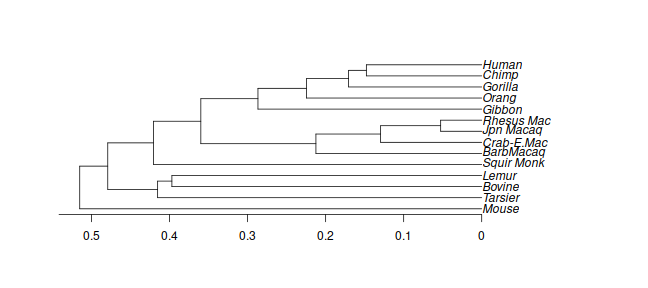 Human
Chimp
Gorilla
Orang
Gibbon
Rhesus Mac
Jpn Macaq
Crab-E.Mac
BarbMacaq
Squir Monk
Lemur
Bovine
Tarsier
Mouse
0.5 0.4 0.3 0.2 0.1 0